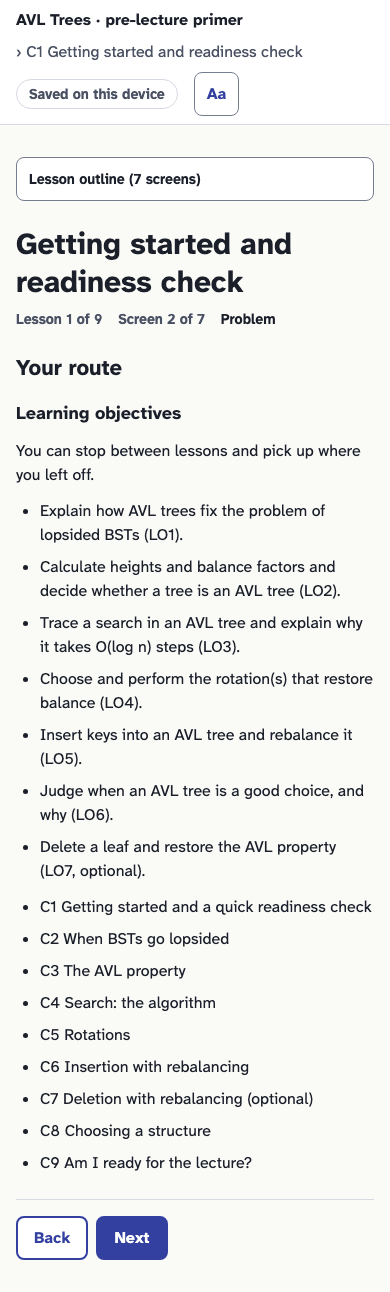 AVL Trees · pre-lecture primer
› C1 Getting started and readiness check
Saved on this device
Aa
Lesson outline (7 screens)
Getting started and
readiness check
Lesson 1 of 9 Screen 2 of 7 Problem
Your route
Learning objectives
You can stop between lessons and pick up where
you left off.
• Explain how AVL trees fix the problem of
lopsided BSTs (LO1).
• Calculate heights and balance factors and
decide whether a tree is an AVL tree (LO2).
• Trace a search in an AVL tree and explain why
it takes O(log n) steps (LO3).
• Choose and perform the rotation(s) that restore
balance (LO4).
• Insert keys into an AVL tree and rebalance it
(LO5).
• Judge when an AVL tree is a good choice, and
why (LO6).
• Delete a leaf and restore the AVL property
(LO7, optional).
• C1 Getting started and a quick readiness check
• C2 When BSTs go lopsided
• C3 The AVL property
• C4 Search: the algorithm
• C5 Rotations
• C6 Insertion with rebalancing
• C7 Deletion with rebalancing (optional)
• C8 Choosing a structure
• C9 Am I ready for the lecture?
Back
Next